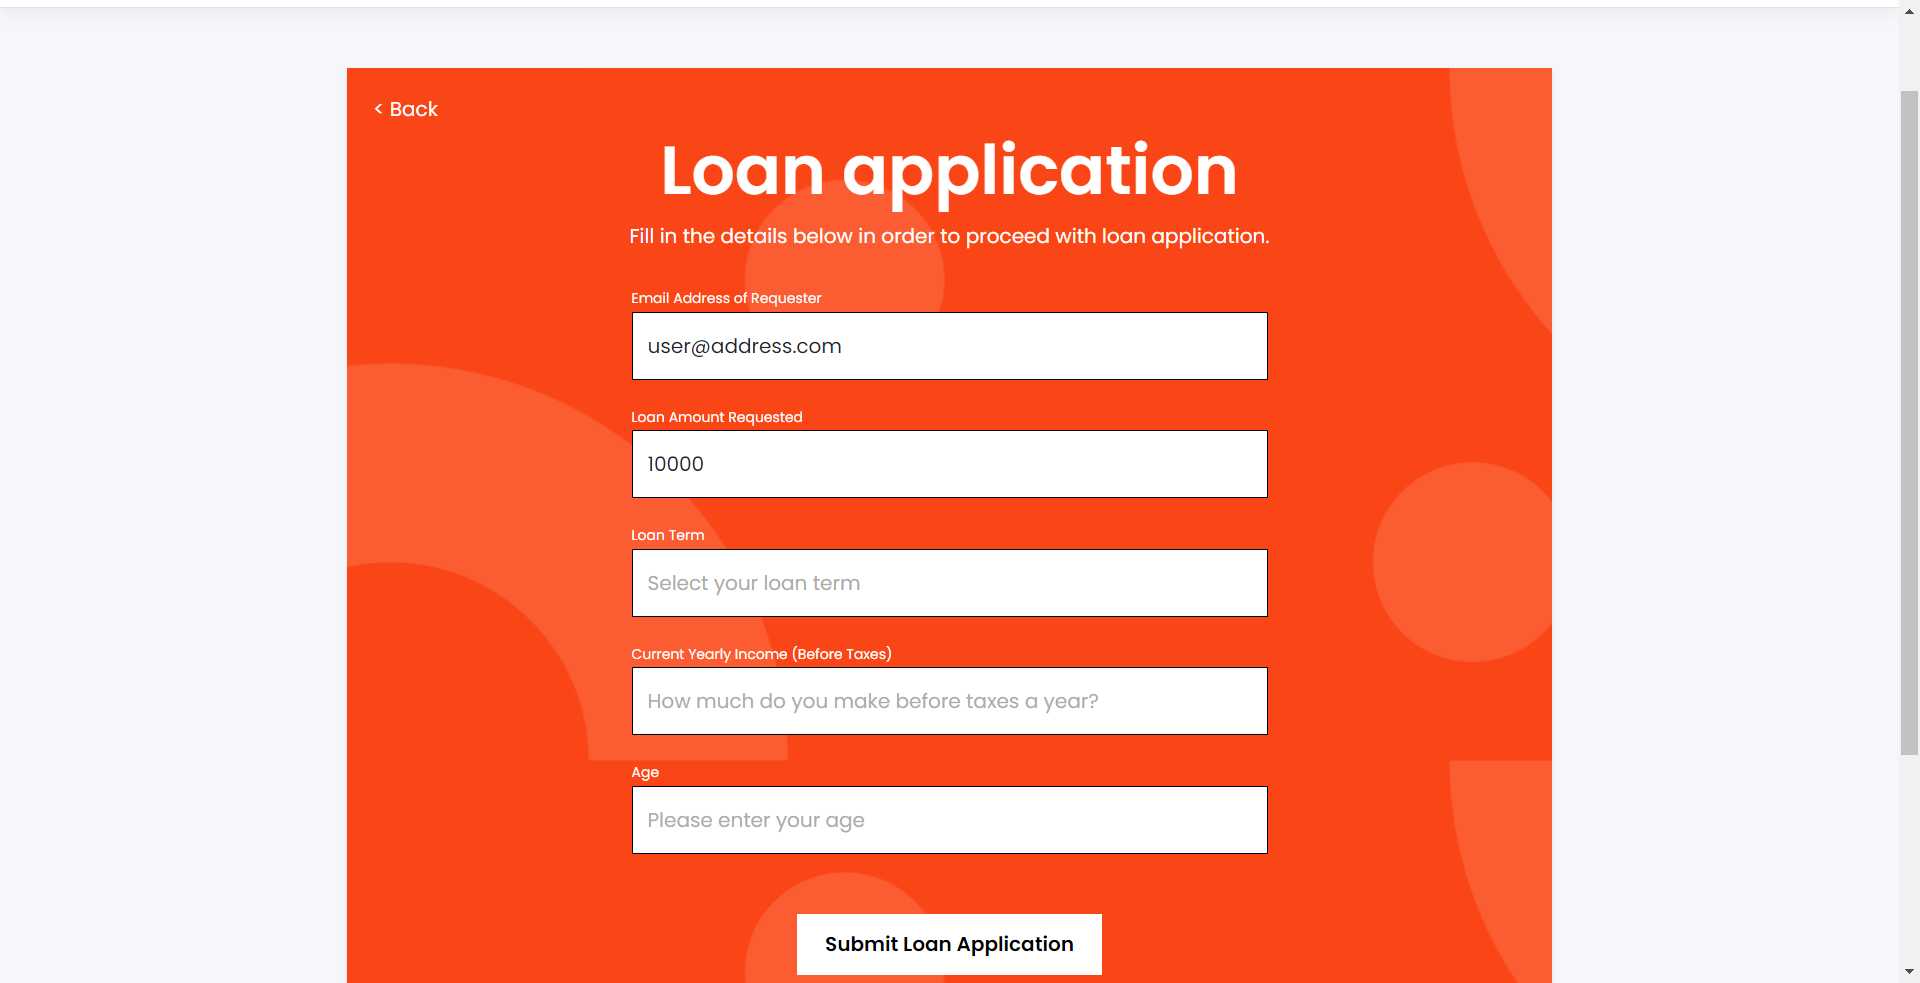 < Back
Loan application
Fill in the details below in order to proceed with loan application.
Email Address of Requester
user@address.com
Loan Amount Requested
10000
Loan Term
Select your loan term
Current Yearly Income (Before Taxes)
How much do you make before taxes a year?
Age
Please enter your age
Submit Loan Application